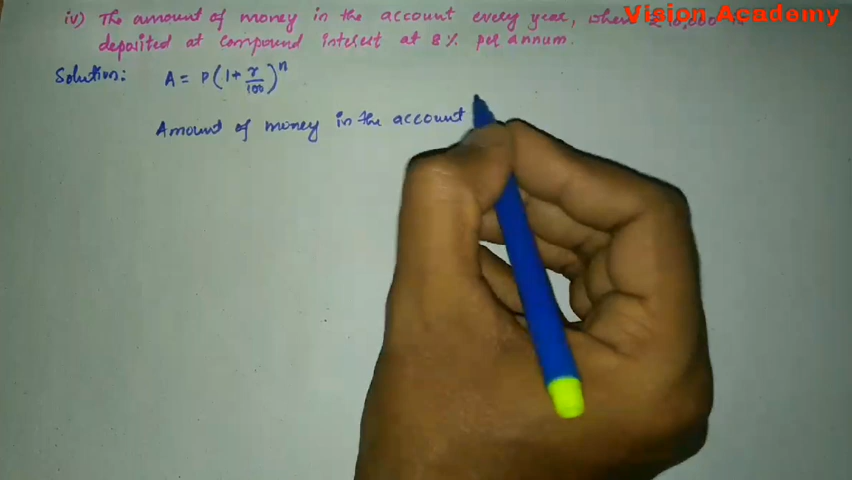 iv) The amount of money in the account every year, when
Vision Academy
deposited at compound interest at 8% per annum.
Solution: A = P(1+r/100)^n
Amount of money in the account